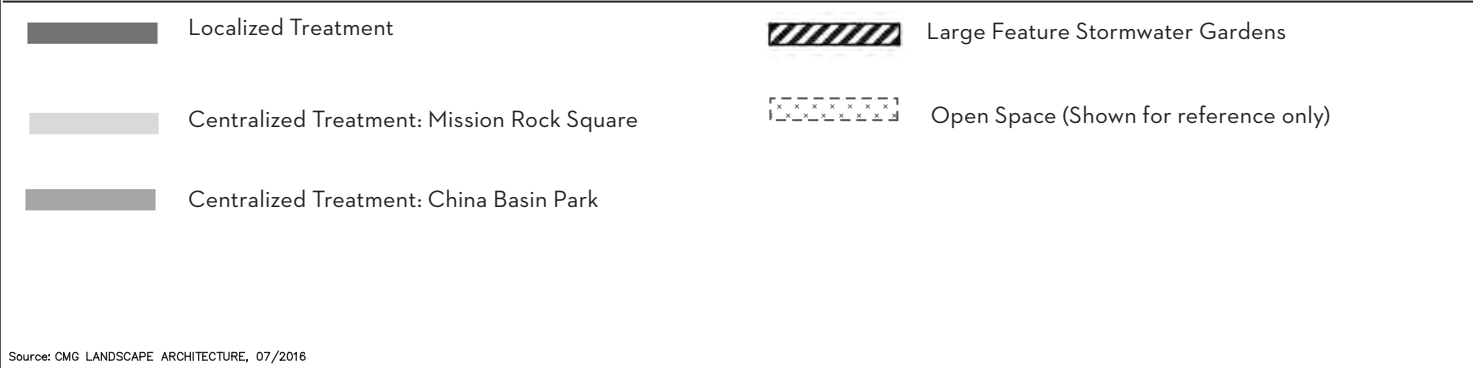 Localized Treatment
Centralized Treatment: Mission Rock Square
Centralized Treatment: China Basin Park
Large Feature Stormwater Gardens
Open Space (Shown for reference only)
Source: CMG LANDSCAPE ARCHITECTURE, 07/2016